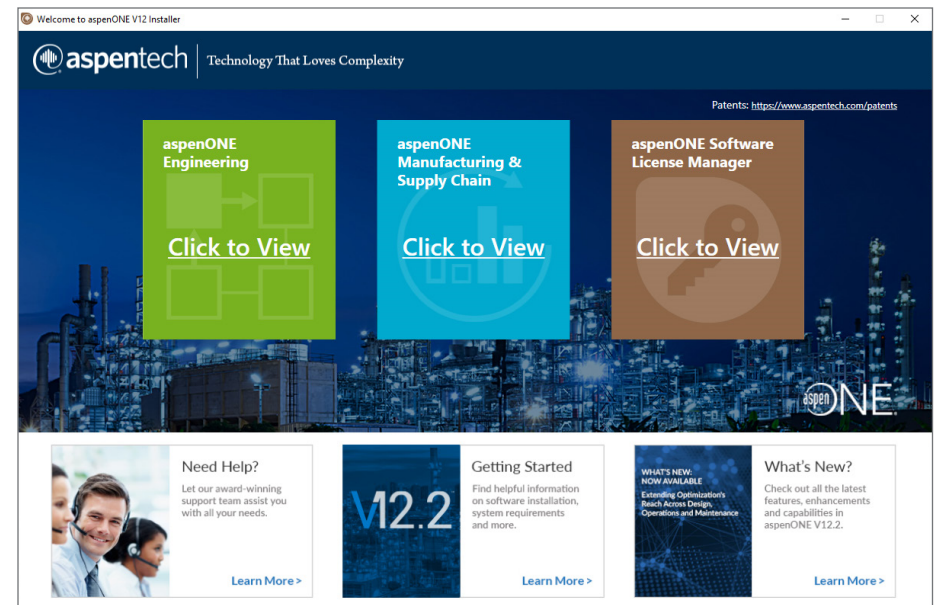 Welcome to aspenONE V12 Installer
aspentech Technology That Loves Complexity
Patents: https://www.aspentech.com/patents
aspenONE
Engineering
Click to View
aspenONE
Manufacturing &
Supply Chain
Click to View
aspenONE Software
License Manager
Click to View
aspen ONE
Need Help?
Let our award-winning
support team assist you
with all your needs.
Learn More >
V12.2
Getting Started
Find helpful information
on software installation,
system requirements
and more.
Learn More >
WHAT'S NEW:
NOW AVAILABLE
Extending Optimization's
Reach Across Design,
Operations and Maintenance
What's New?
Check out all the latest
features, enhancements
and capabilities in
aspenONE V12.2.
Learn More >